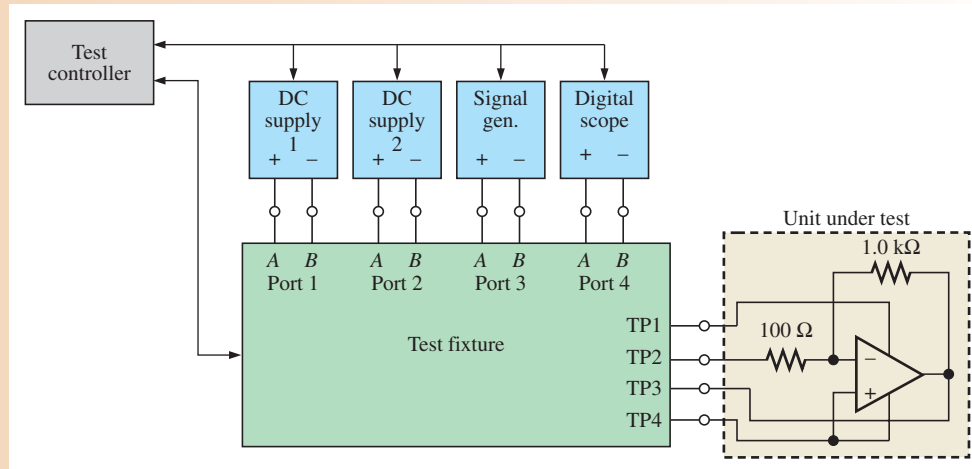 Test
controller
DC
supply
1
+ −
DC
supply
2
+ −
Signal
gen.
+ −
Digital
scope
+ −
A B
Port 1
A B
Port 2
A B
Port 3
A B
Port 4
Test fixture
TP1
TP2
TP3
TP4
Unit under test
1.0 kΩ
100 Ω
−
+